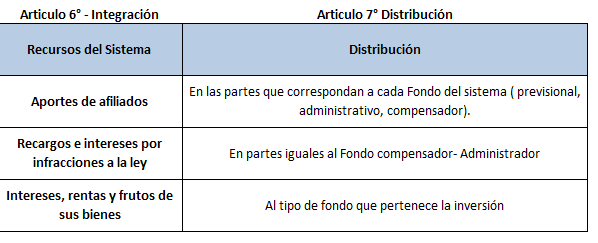 Articulo 6° - Integración
Articulo 7° Distribución
Recursos del Sistema
Distribución
Aportes de afiliados
En las partes que correspondan a cada Fondo del sistema ( previsional,
administrativo, compensador).
Recargos e intereses por
infracciones a la ley
En partes iguales al Fondo compensador- Administrador
Intereses, rentas y frutos de
sus bienes
Al tipo de fondo que pertenece la inversión